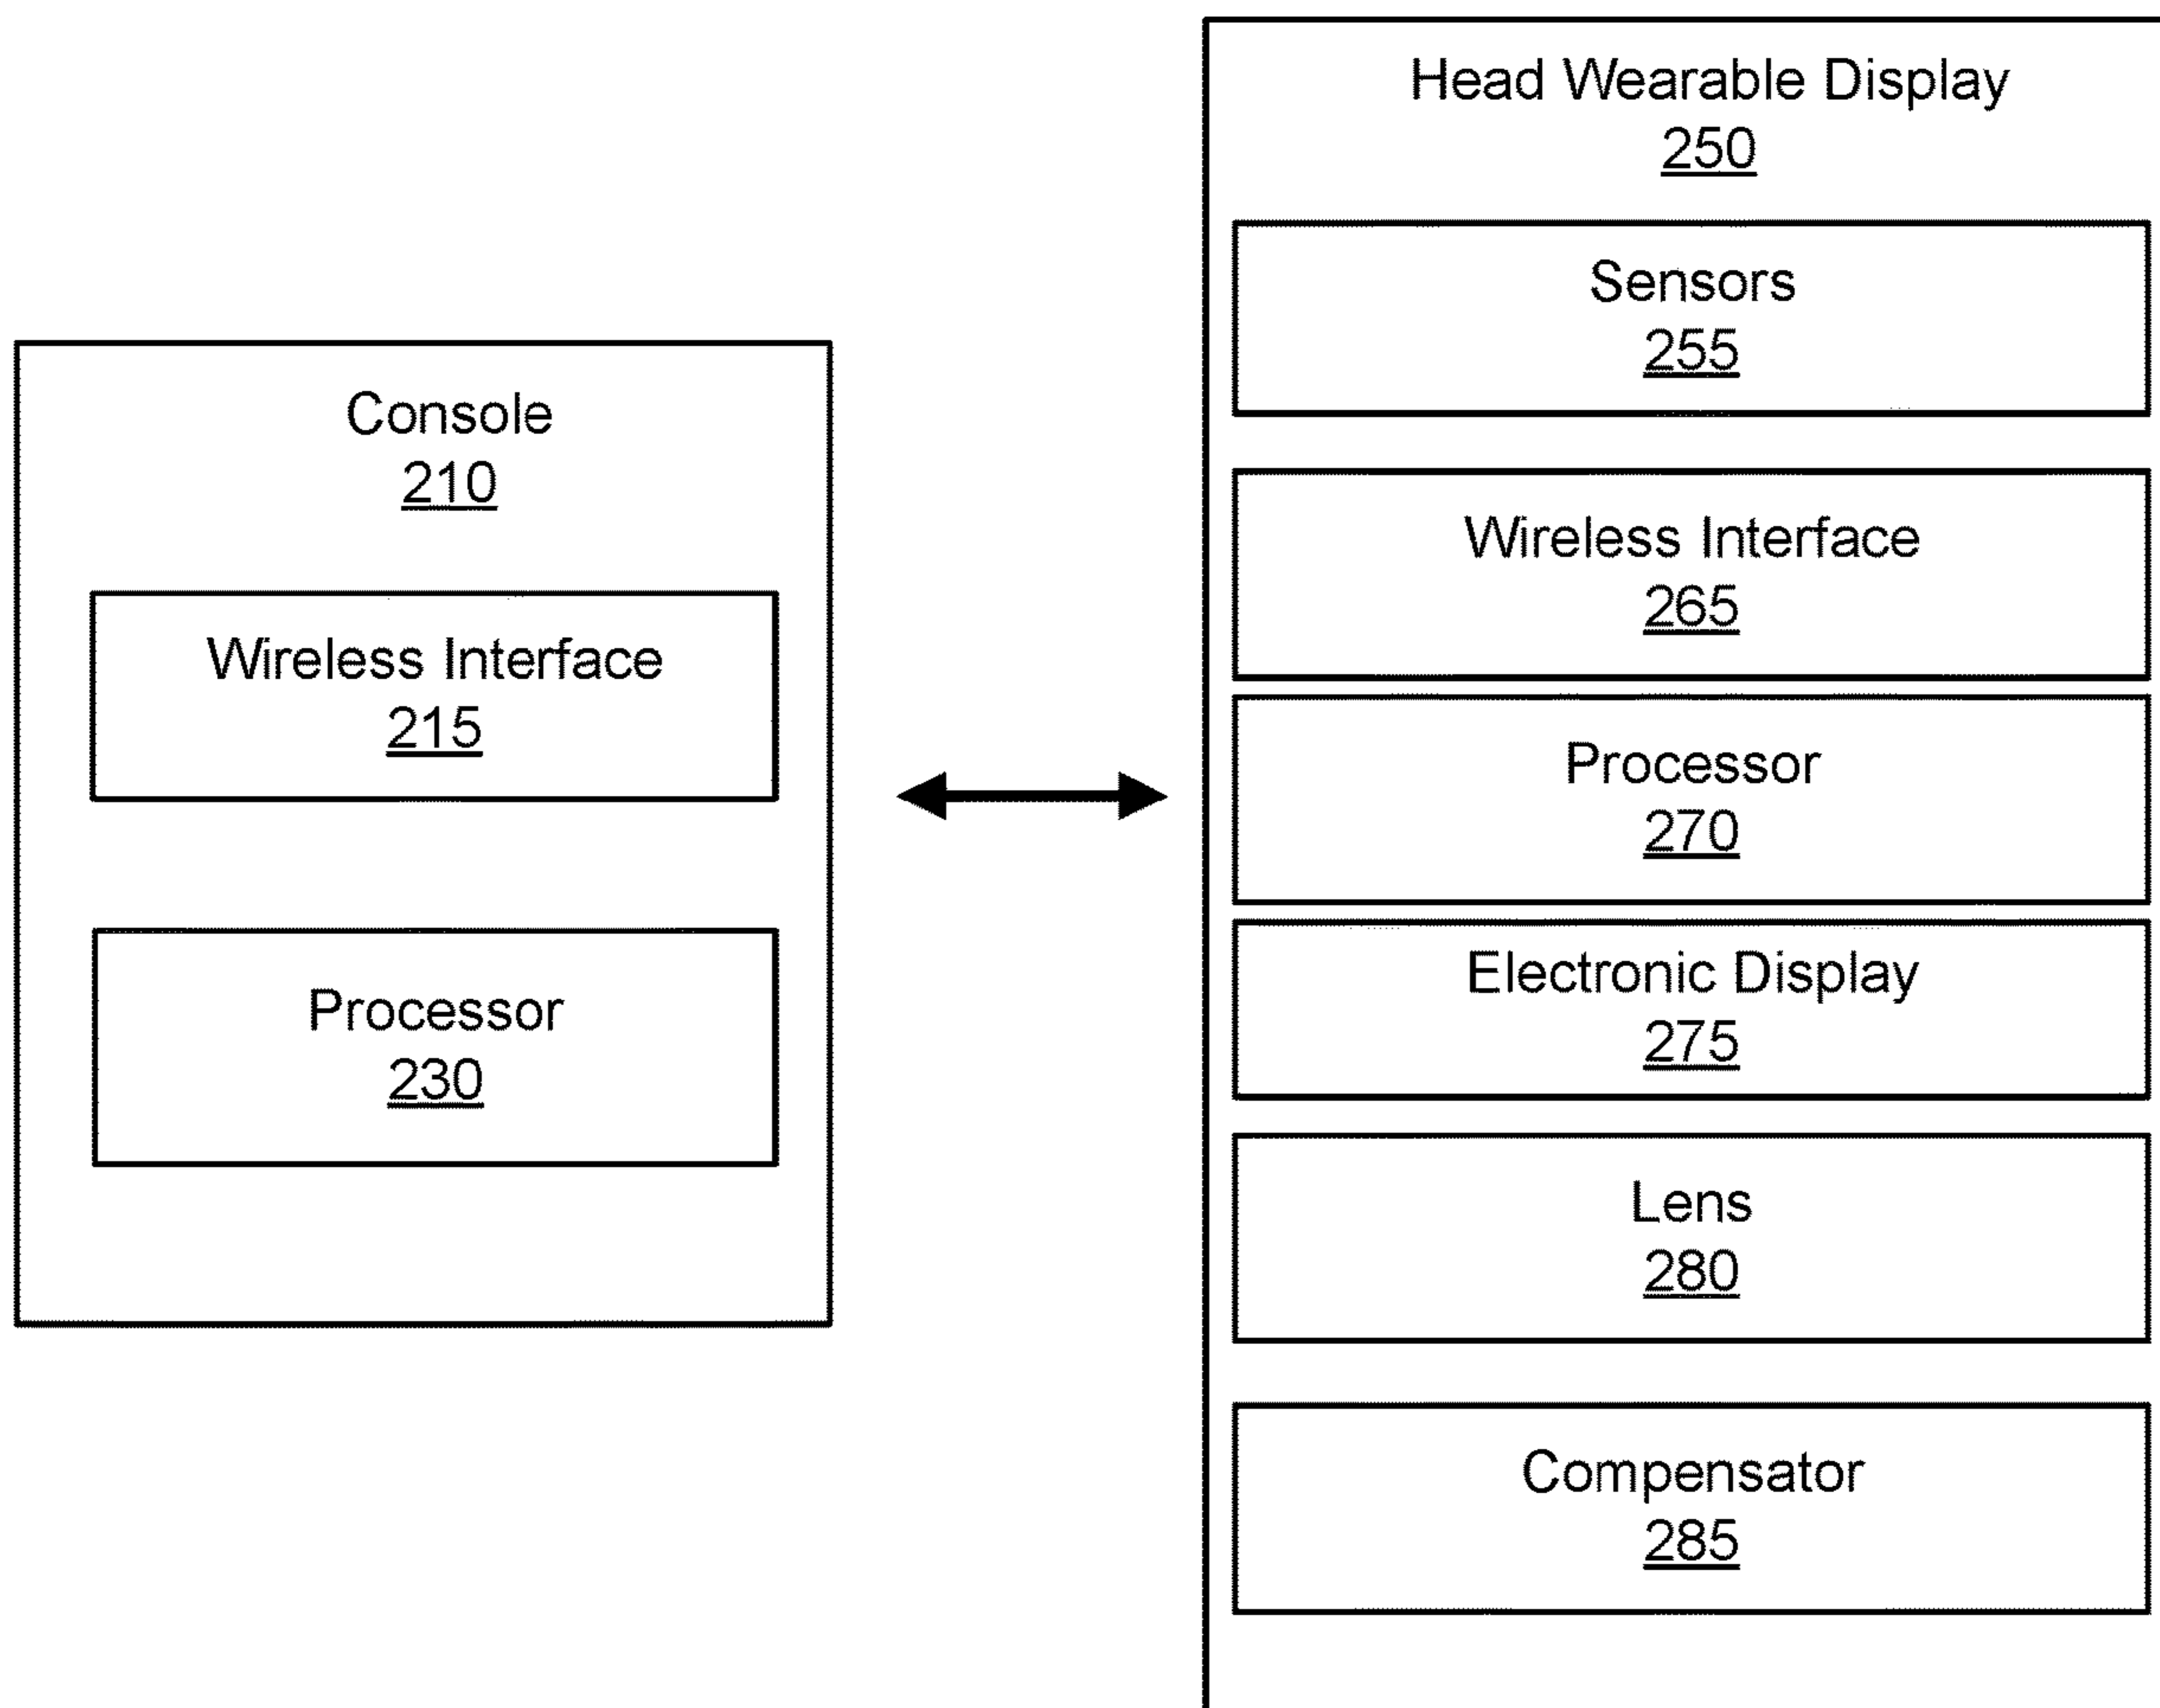 Console
210
Wireless Interface
215
Processor
230
Head Wearable Display
250
Sensors
255
Wireless Interface
265
Processor
270
Electronic Display
275
Lens
280
Compensator
285